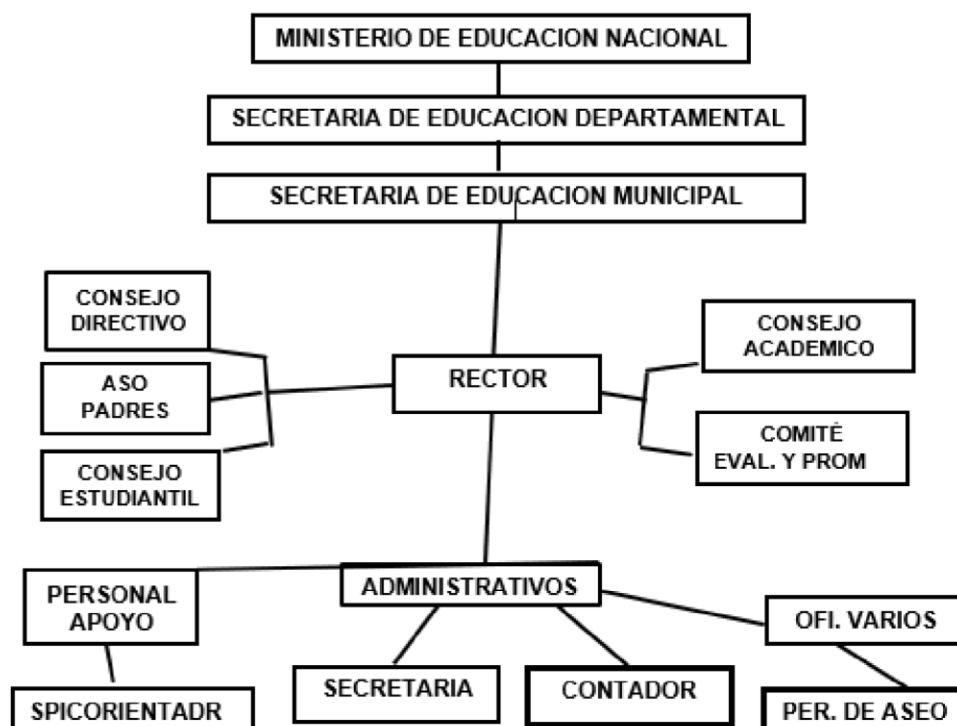 MINISTERIO DE EDUCACION NACIONAL
SECRETARIA DE EDUCACION DEPARTAMENTAL
SECRETARIA DE EDUCACION MUNICIPAL
CONSEJO
DIRECTIVO
ASO
PADRES
CONSEJO
ESTUDIANTIL
RECTOR
CONSEJO
ACADEMICO
COMITÉ
EVAL. Y PROM
PERSONAL
APOYO
ADMINISTRATIVOS
OFI. VARIOS
SPICORIENTADR
SECRETARIA
CONTADOR
PER. DE ASEO